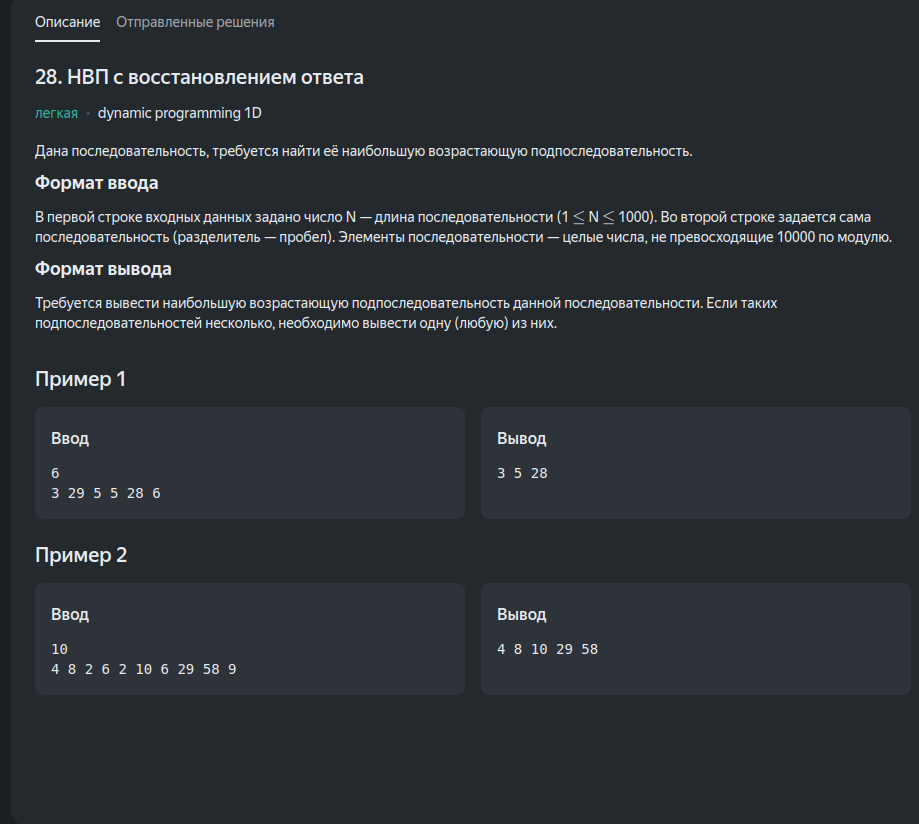 Описание Отправленные решения
28. НВП с восстановлением ответа
легкая · dynamic programming 1D
Дана последовательность, требуется найти её наибольшую возрастающую подпоследовательность.
Формат ввода
В первой строке входных данных задано число N — длина последовательности (1 ≤ N ≤ 1000). Во второй строке задается сама
последовательность (разделитель — пробел). Элементы последовательности — целые числа, не превосходящие 10000 по модулю.
Формат вывода
Требуется вывести наибольшую возрастающую подпоследовательность данной последовательности. Если таких
подпоследовательностей несколько, необходимо вывести одну (любую) из них.
Пример 1
Ввод
6
3 29 5 5 28 6
Вывод
3 5 28
Пример 2
Ввод
10
4 8 2 6 2 10 6 29 58 9
Вывод
4 8 10 29 58